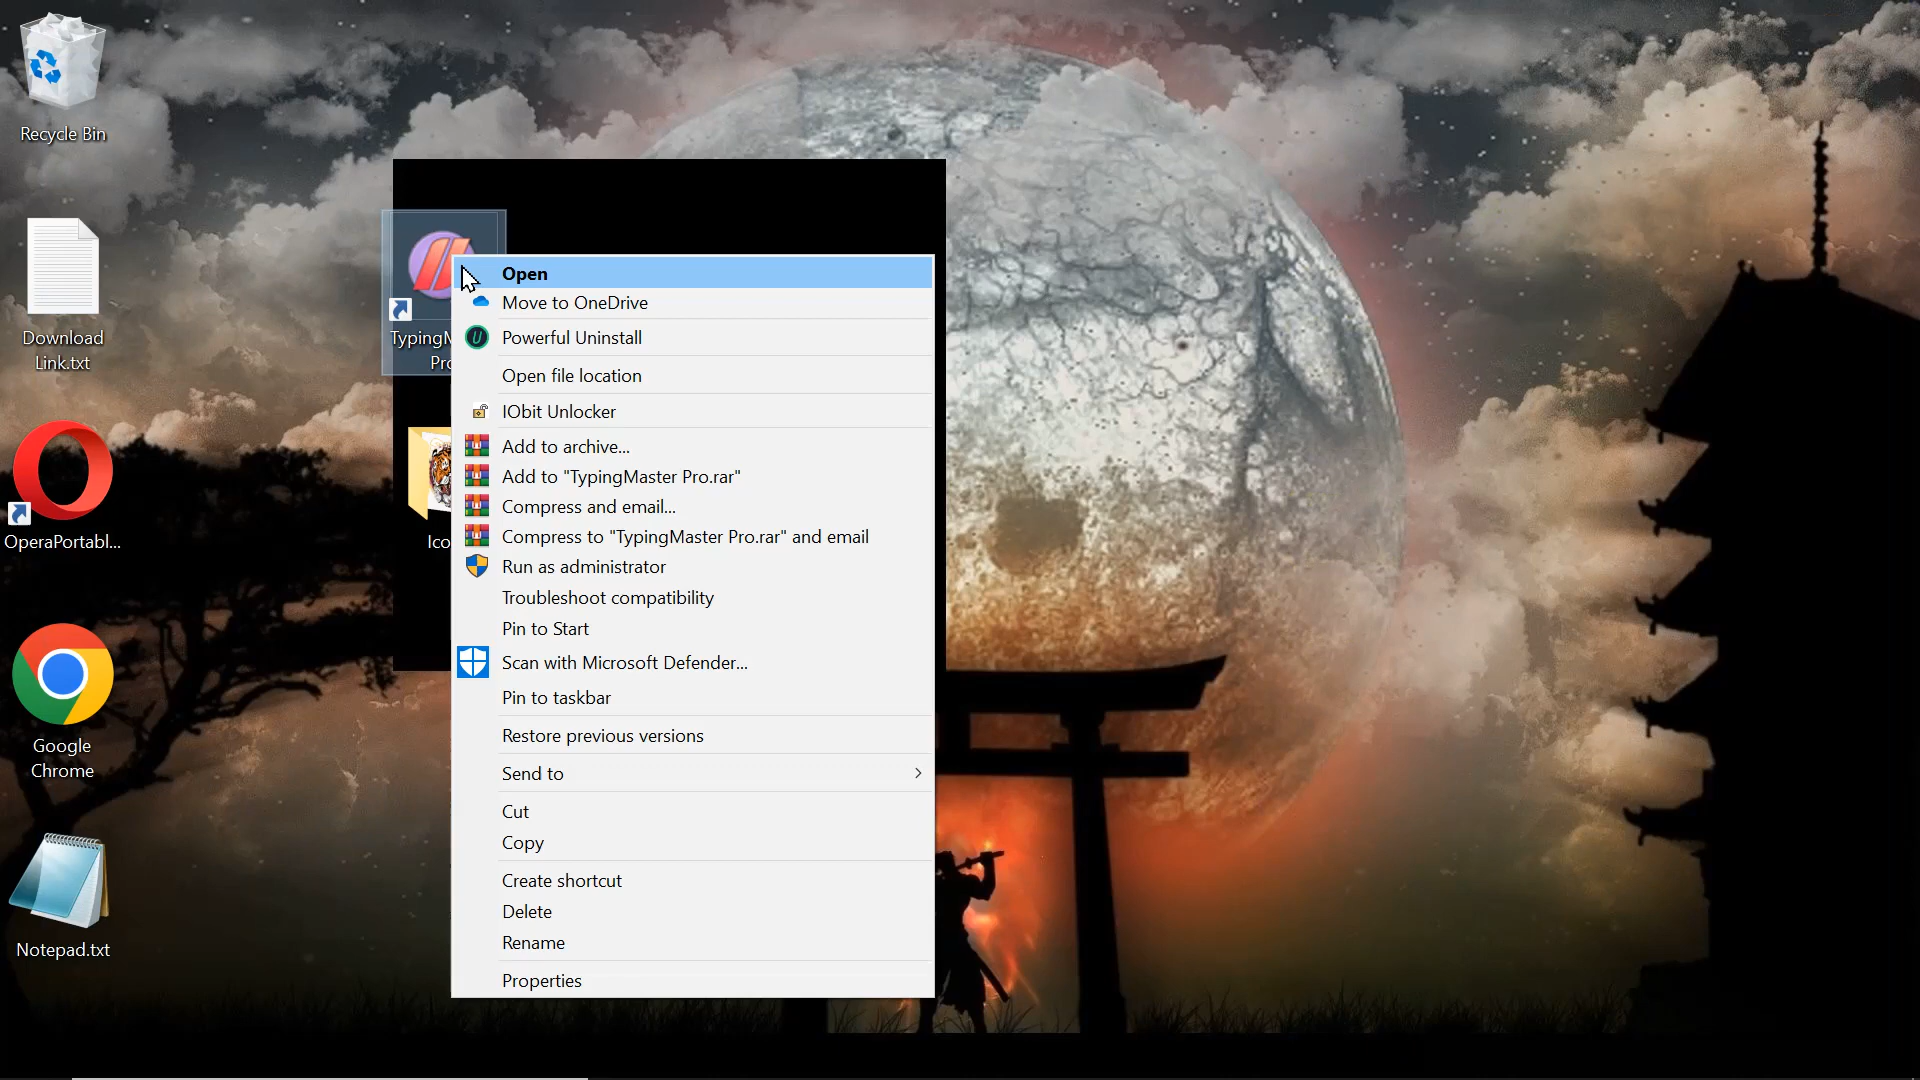 Recycle Bin
Download
Link.txt
OperaPortabl...
Google
Chrome
Notepad.txt
TypingM
Pro
Ico
Open
Move to OneDrive
Powerful Uninstall
Open file location
IObit Unlocker
Add to archive...
Add to "TypingMaster Pro.rar"
Compress and email...
Compress to "TypingMaster Pro.rar" and email
Run as administrator
Troubleshoot compatibility
Pin to Start
Scan with Microsoft Defender...
Pin to taskbar
Restore previous versions
Send to
Cut
Copy
Create shortcut
Delete
Rename
Properties